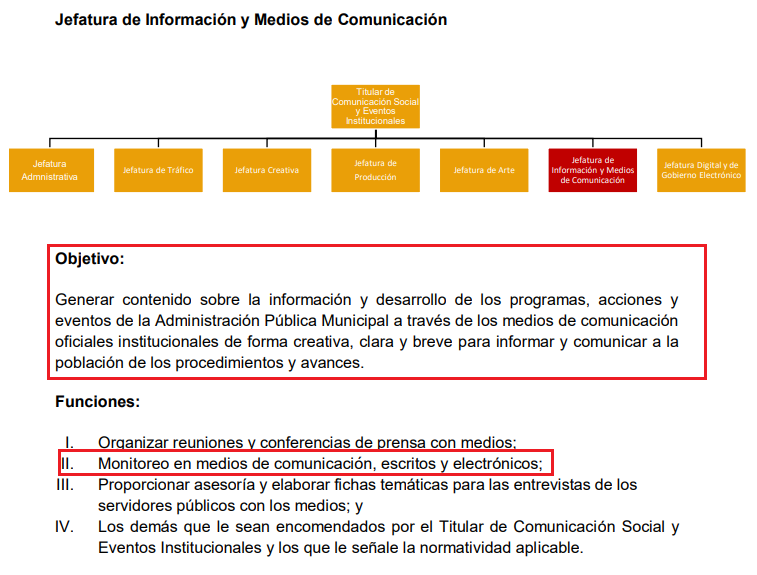 Jefatura de Información y Medios de Comunicación
Titular de
Comunicación Social
y Eventos
Institucionales
Jefatura
Admnistrativa
Jefatura de Tráfico
Jefatura Creativa
Jefatura de
Producción
Jefatura de Arte
Jefatura de
Información y Medios
de Comunicación
Jefatura Digital y de
Gobierno Electrónico
Objetivo:
Generar contenido sobre la información y desarrollo de los programas, acciones y
eventos de la Administración Pública Municipal a través de los medios de comunicación
oficiales institucionales de forma creativa, clara y breve para informar y comunicar a la
población de los procedimientos y avances.
Funciones:
I. Organizar reuniones y conferencias de prensa con medios;
II. Monitoreo en medios de comunicación, escritos y electrónicos;
III. Proporcionar asesoría y elaborar fichas temáticas para las entrevistas de los
servidores públicos con los medios; y
IV. Los demás que le sean encomendados por el Titular de Comunicación Social y
Eventos Institucionales y los que le señale la normatividad aplicable.